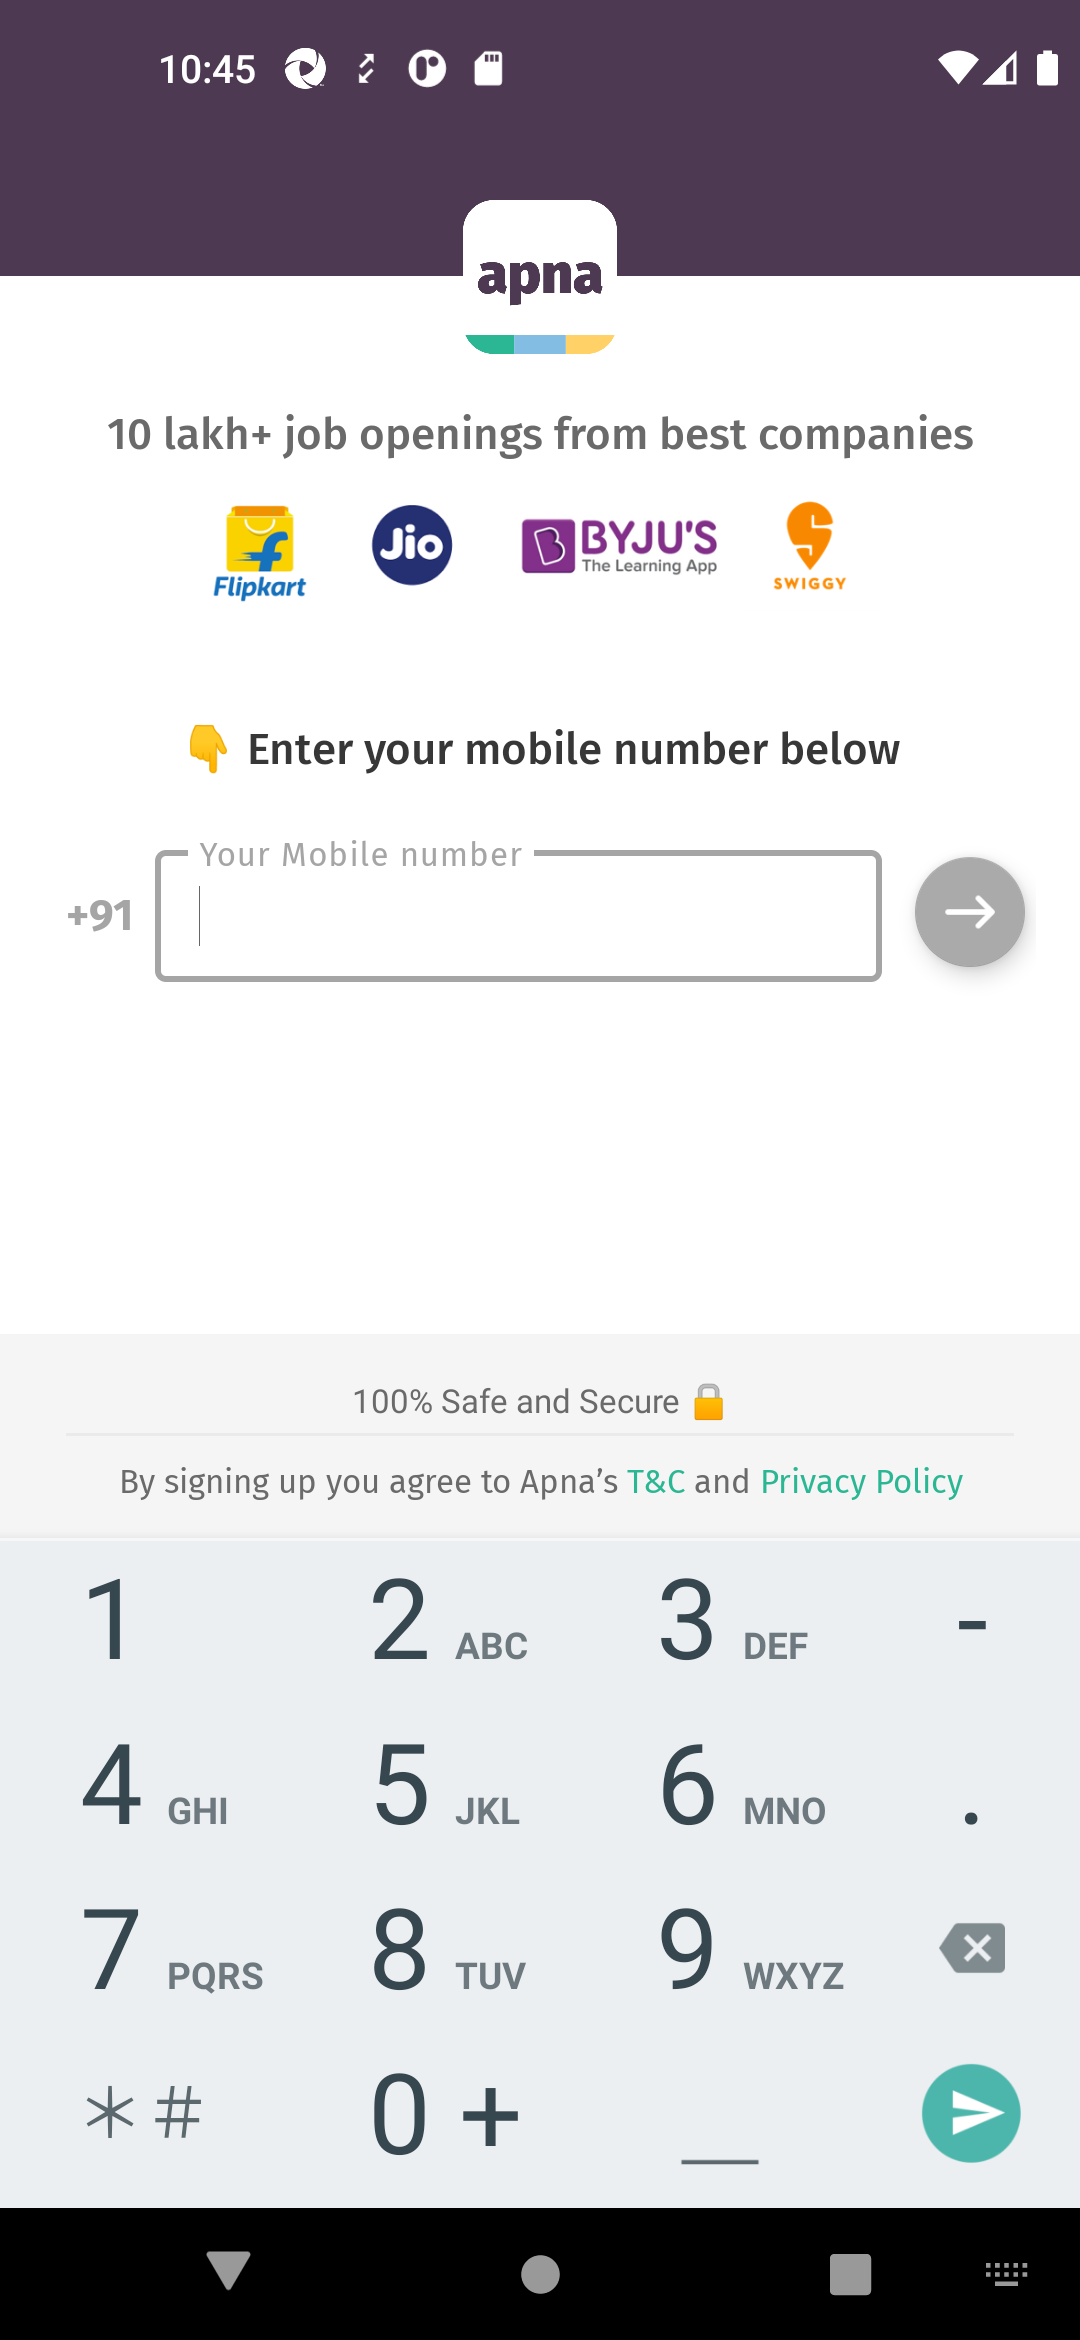 10:45
apna
10 lakh+ job openings from best companies
Flipkart
Jio
BYJU'S
The Learning App
SWIGGY
👇 Enter your mobile number below
Your Mobile number
+91
100% Safe and Secure 🔒
By signing up you agree to Apna’s T&C and Privacy Policy
1 2 ABC 3 DEF -
4 GHI 5 JKL 6 MNO .
7 PQRS 8 TUV 9 WXYZ
* # 0 +